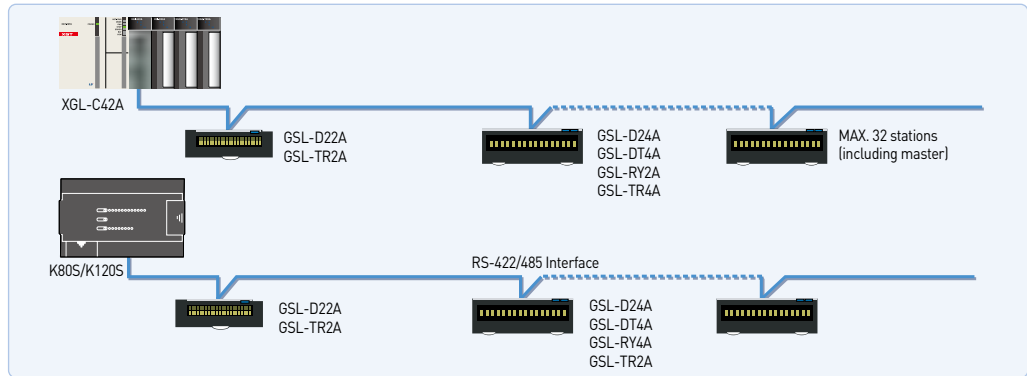 XGL-C42A
GSL-D22A
GSL-TR2A
GSL-D24A
GSL-DT4A
GSL-RY2A
GSL-TR4A
MAX. 32 stations
(including master)
K80S/K120S
RS-422/485 Interface
GSL-D22A
GSL-TR2A
GSL-D24A
GSL-DT4A
GSL-RY4A
GSL-TR2A